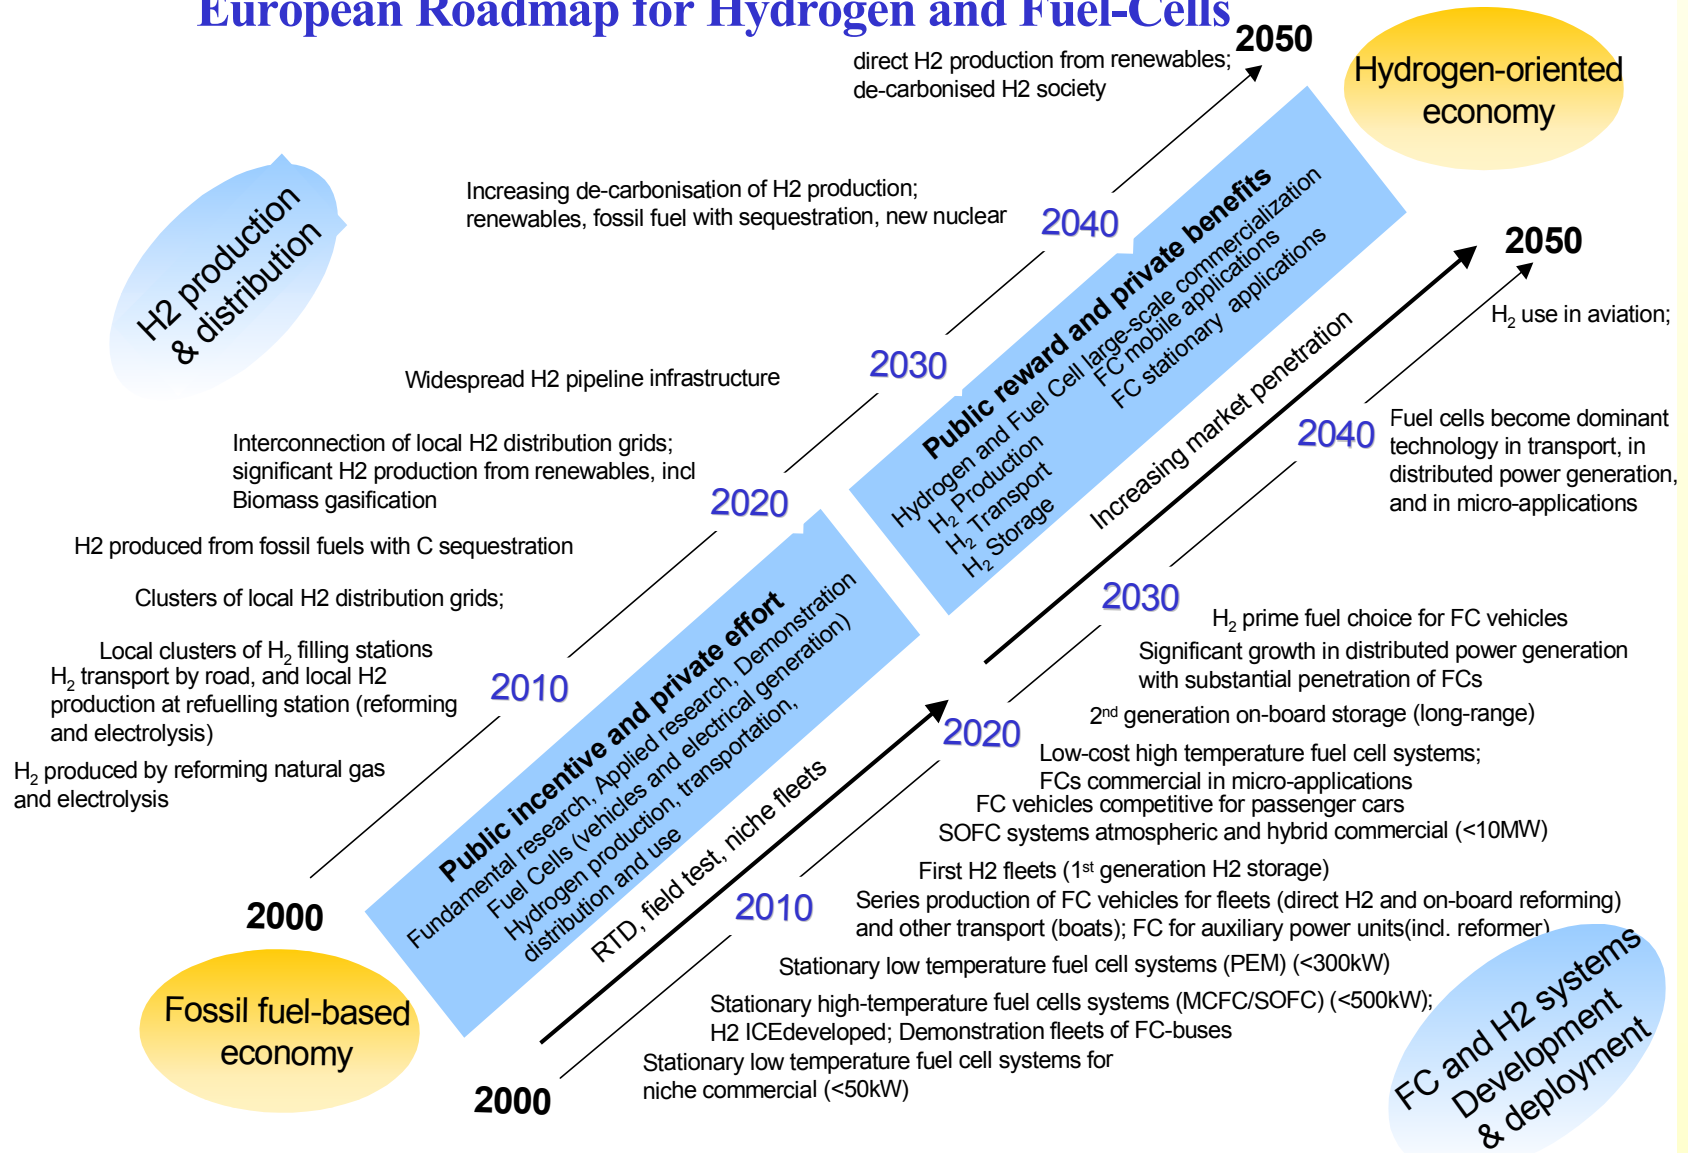 European Roadmap for Hydrogen and Fuel-Cells
2050
direct H2 production from renewables;
de-carbonised H2 society
Hydrogen-oriented
economy
Increasing de-carbonisation of H2 production;
renewables, fossil fuel with sequestration, new nuclear
2040
H2 production
& distribution
2030
Widespread H2 pipeline infrastructure
Interconnection of local H2 distribution grids;
significant H2 production from renewables, incl
Biomass gasification
2020
H2 produced from fossil fuels with C sequestration
Clusters of local H2 distribution grids;
Local clusters of H2 filling stations
H2 transport by road, and local H2
production at refuelling station (reforming
and electrolysis)
2010
H2 produced by reforming natural gas
and electrolysis
2000
Fossil fuel-based
economy
Public reward and private benefits
Hydrogen and Fuel Cell large-scale commercialization
H2 Production
FC mobile applications
H2 Transport
FC stationary applications
H2 Storage
Public incentive and private effort
Fundamental research, Applied research, Demonstration
Fuel Cells (vehicles and electrical generation)
Hydrogen production, transportation,
distribution and use
Increasing market penetration
RTD, field test, niche fleets
2050
H2 use in aviation;
2040
Fuel cells become dominant
technology in transport, in
distributed power generation,
and in micro-applications
2030
H2 prime fuel choice for FC vehicles
Significant growth in distributed power generation
with substantial penetration of FCs
2nd generation on-board storage (long-range)
2020
Low-cost high temperature fuel cell systems;
FCs commercial in micro-applications
FC vehicles competitive for passenger cars
SOFC systems atmospheric and hybrid commercial (<10MW)
First H2 fleets (1st generation H2 storage)
2010
Series production of FC vehicles for fleets (direct H2 and on-board reforming)
and other transport (boats); FC for auxiliary power units(incl. reformer)
Stationary low temperature fuel cell systems (PEM) (<300kW)
Stationary high-temperature fuel cells systems (MCFC/SOFC) (<500kW);
H2 ICEdeveloped; Demonstration fleets of FC-buses
Stationary low temperature fuel cell systems for
niche commercial (<50kW)
2000
FC and H2 systems
Development
& deployment